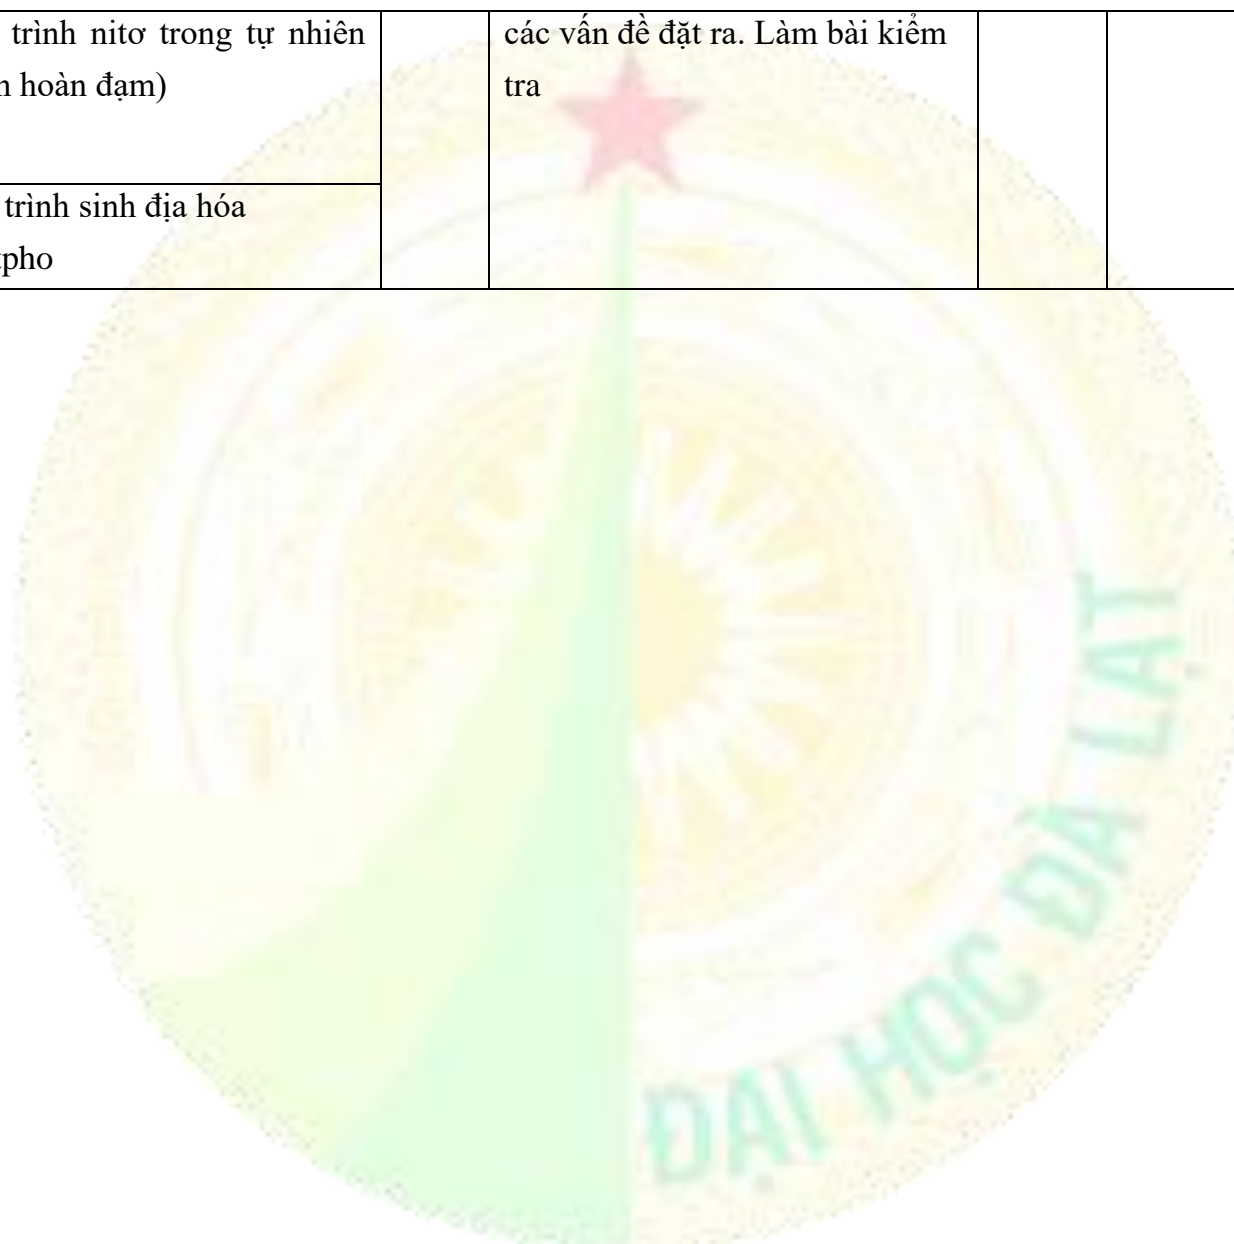 trình nitơ trong tự nhiên
hoàn đạm)
trình sinh địa hóa
pho
các vấn đề đặt ra. Làm bài kiểm
tra
ĐẠI HỌC ĐÀ LẠT